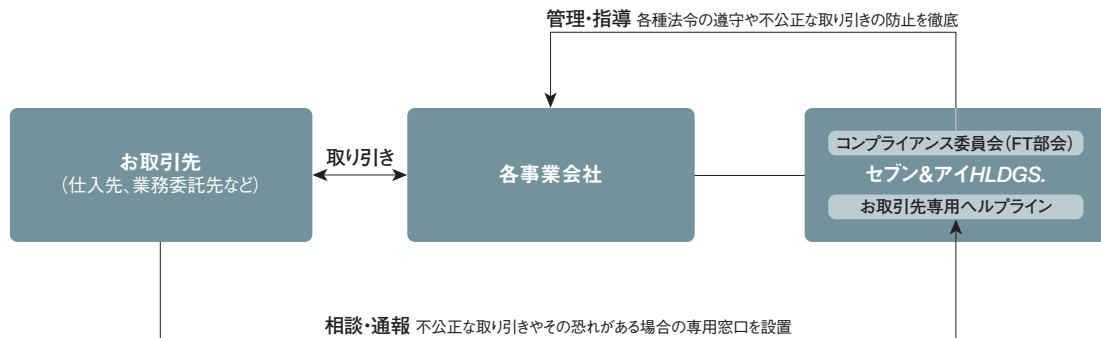 管理・指導 各種法令の遵守や不公正な取り引きの防止を徹底
お取引先
(仕入先、業務委託先など)
取り引き
各事業会社
コンプライアンス委員会(FT部会)
セブン&アイHLDGS.
お取引先専用ヘルプライン
相談・通報 不公正な取り引きやその恐れがある場合の専用窓口を設置